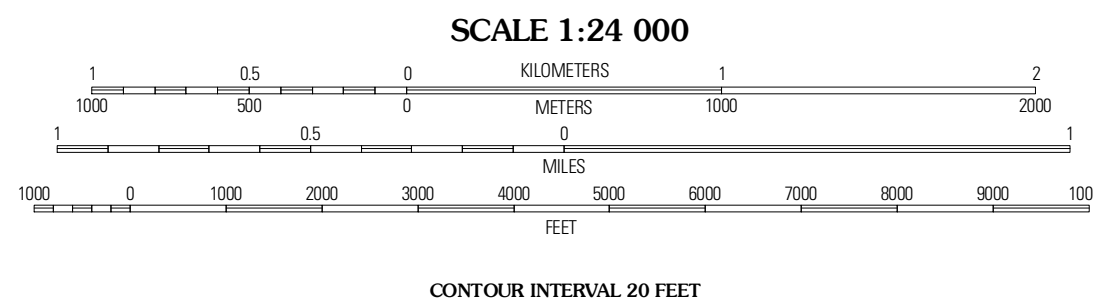 SCALE 1:24 000
1 0.5 0 KILOMETERS 1 2
1000 500 0 METERS 1000 2000
1 0.5 0 1
MILES
1000 0 1000 2000 3000 4000 5000 6000 7000 8000 9000 100
FEET
CONTOUR INTERVAL 20 FEET